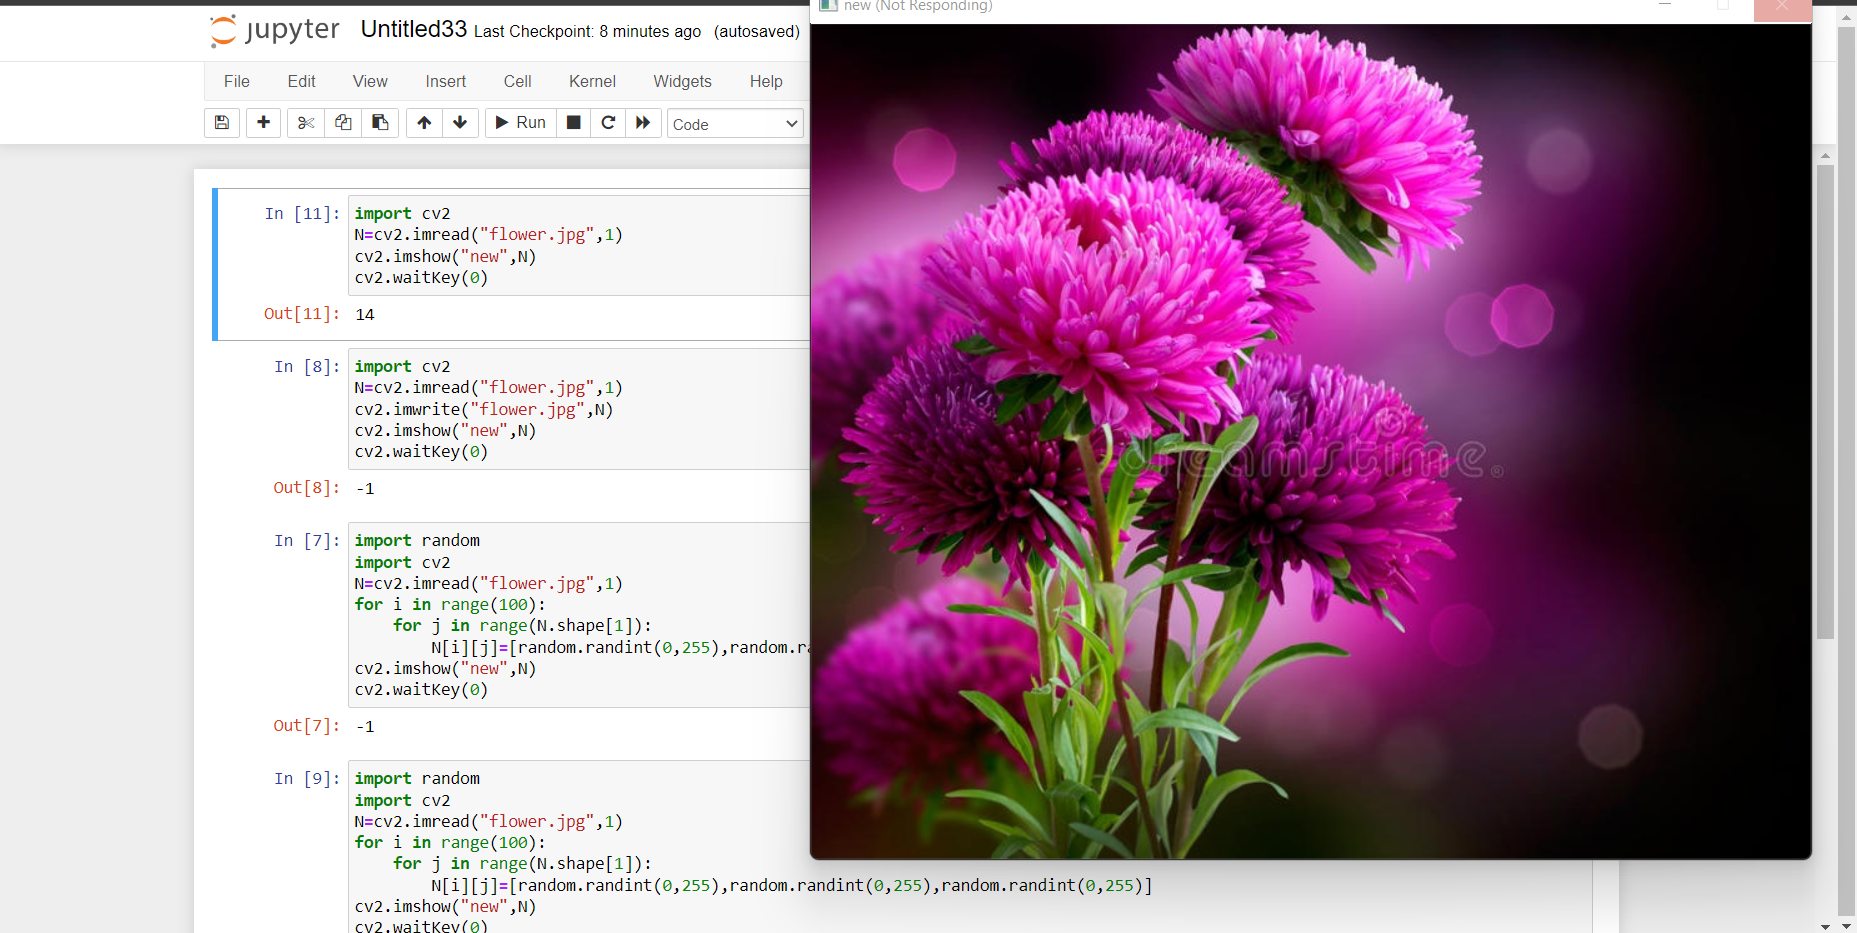 jupyter Untitled33 Last Checkpoint: 8 minutes ago (autosaved)
File Edit View Insert Cell Kernel Widgets Help
Run Code
In [11]: import cv2
N=cv2.imread("flower.jpg",1)
cv2.imshow("new",N)
cv2.waitKey(0)
Out[11]: 14
In [8]: import cv2
N=cv2.imread("flower.jpg",1)
cv2.imwrite("flower.jpg",N)
cv2.imshow("new",N)
cv2.waitKey(0)
Out[8]: -1
In [7]: import random
import cv2
N=cv2.imread("flower.jpg",1)
for i in range(100):
for j in range(N.shape[1]):
N[i][j]=[random.randint(0,255),random.ra
cv2.imshow("new",N)
cv2.waitKey(0)
Out[7]: -1
In [9]: import random
import cv2
N=cv2.imread("flower.jpg",1)
for i in range(100):
for j in range(N.shape[1]):
N[i][j]=[random.randint(0,255),random.randint(0,255),random.randint(0,255)]
cv2.imshow("new",N)
cv2.waitKey(0)
new (Not Responding)
dreamstime®